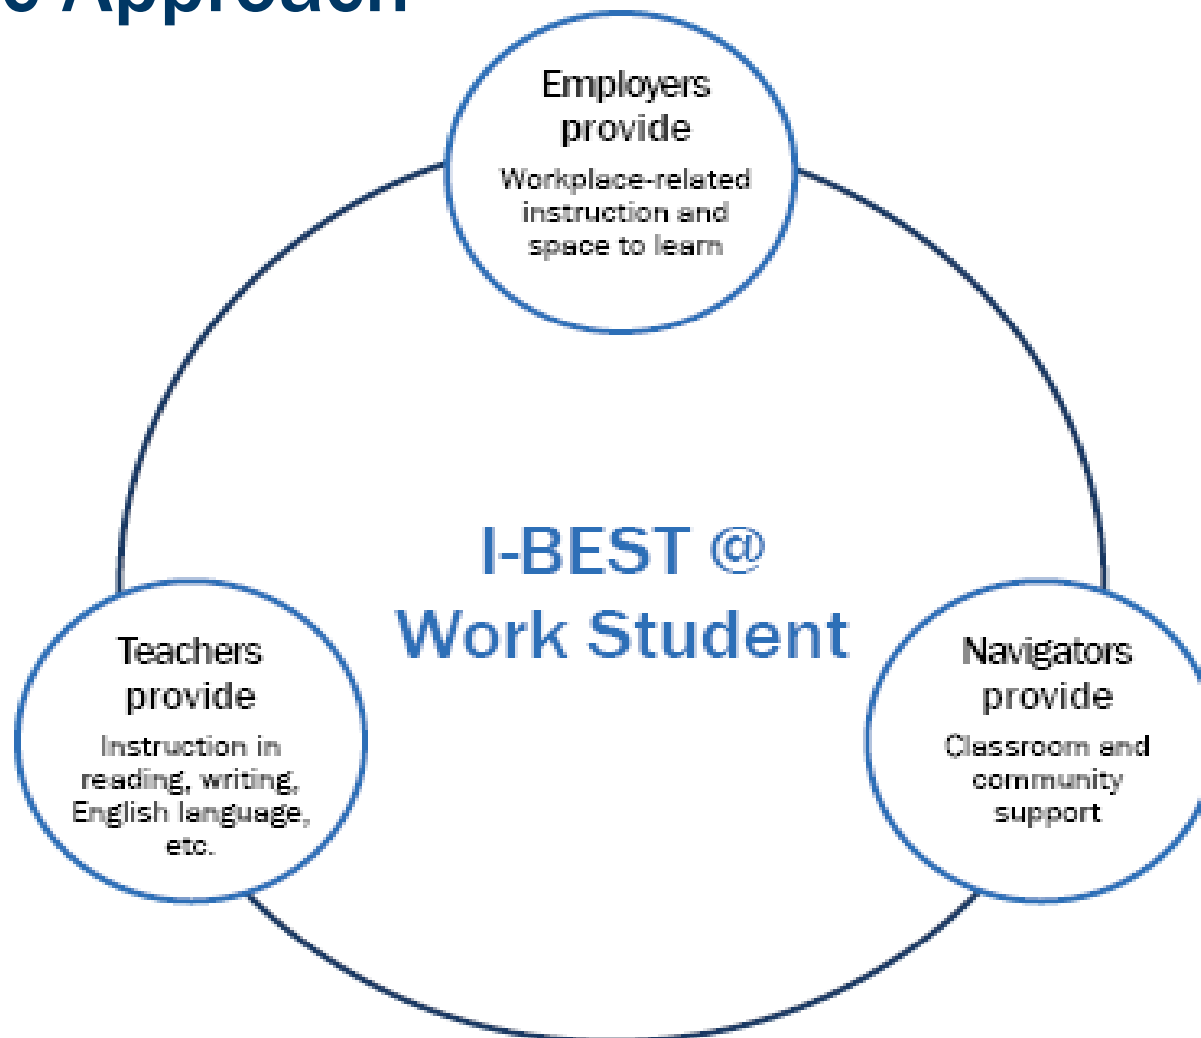 Approach
Employers
provide
Workplace-related
instruction and
space to learn
I-BEST @
Work Student
Teachers
provide
Instruction in
reading, writing,
English language,
etc.
Navigators
provide
Classroom and
community
support